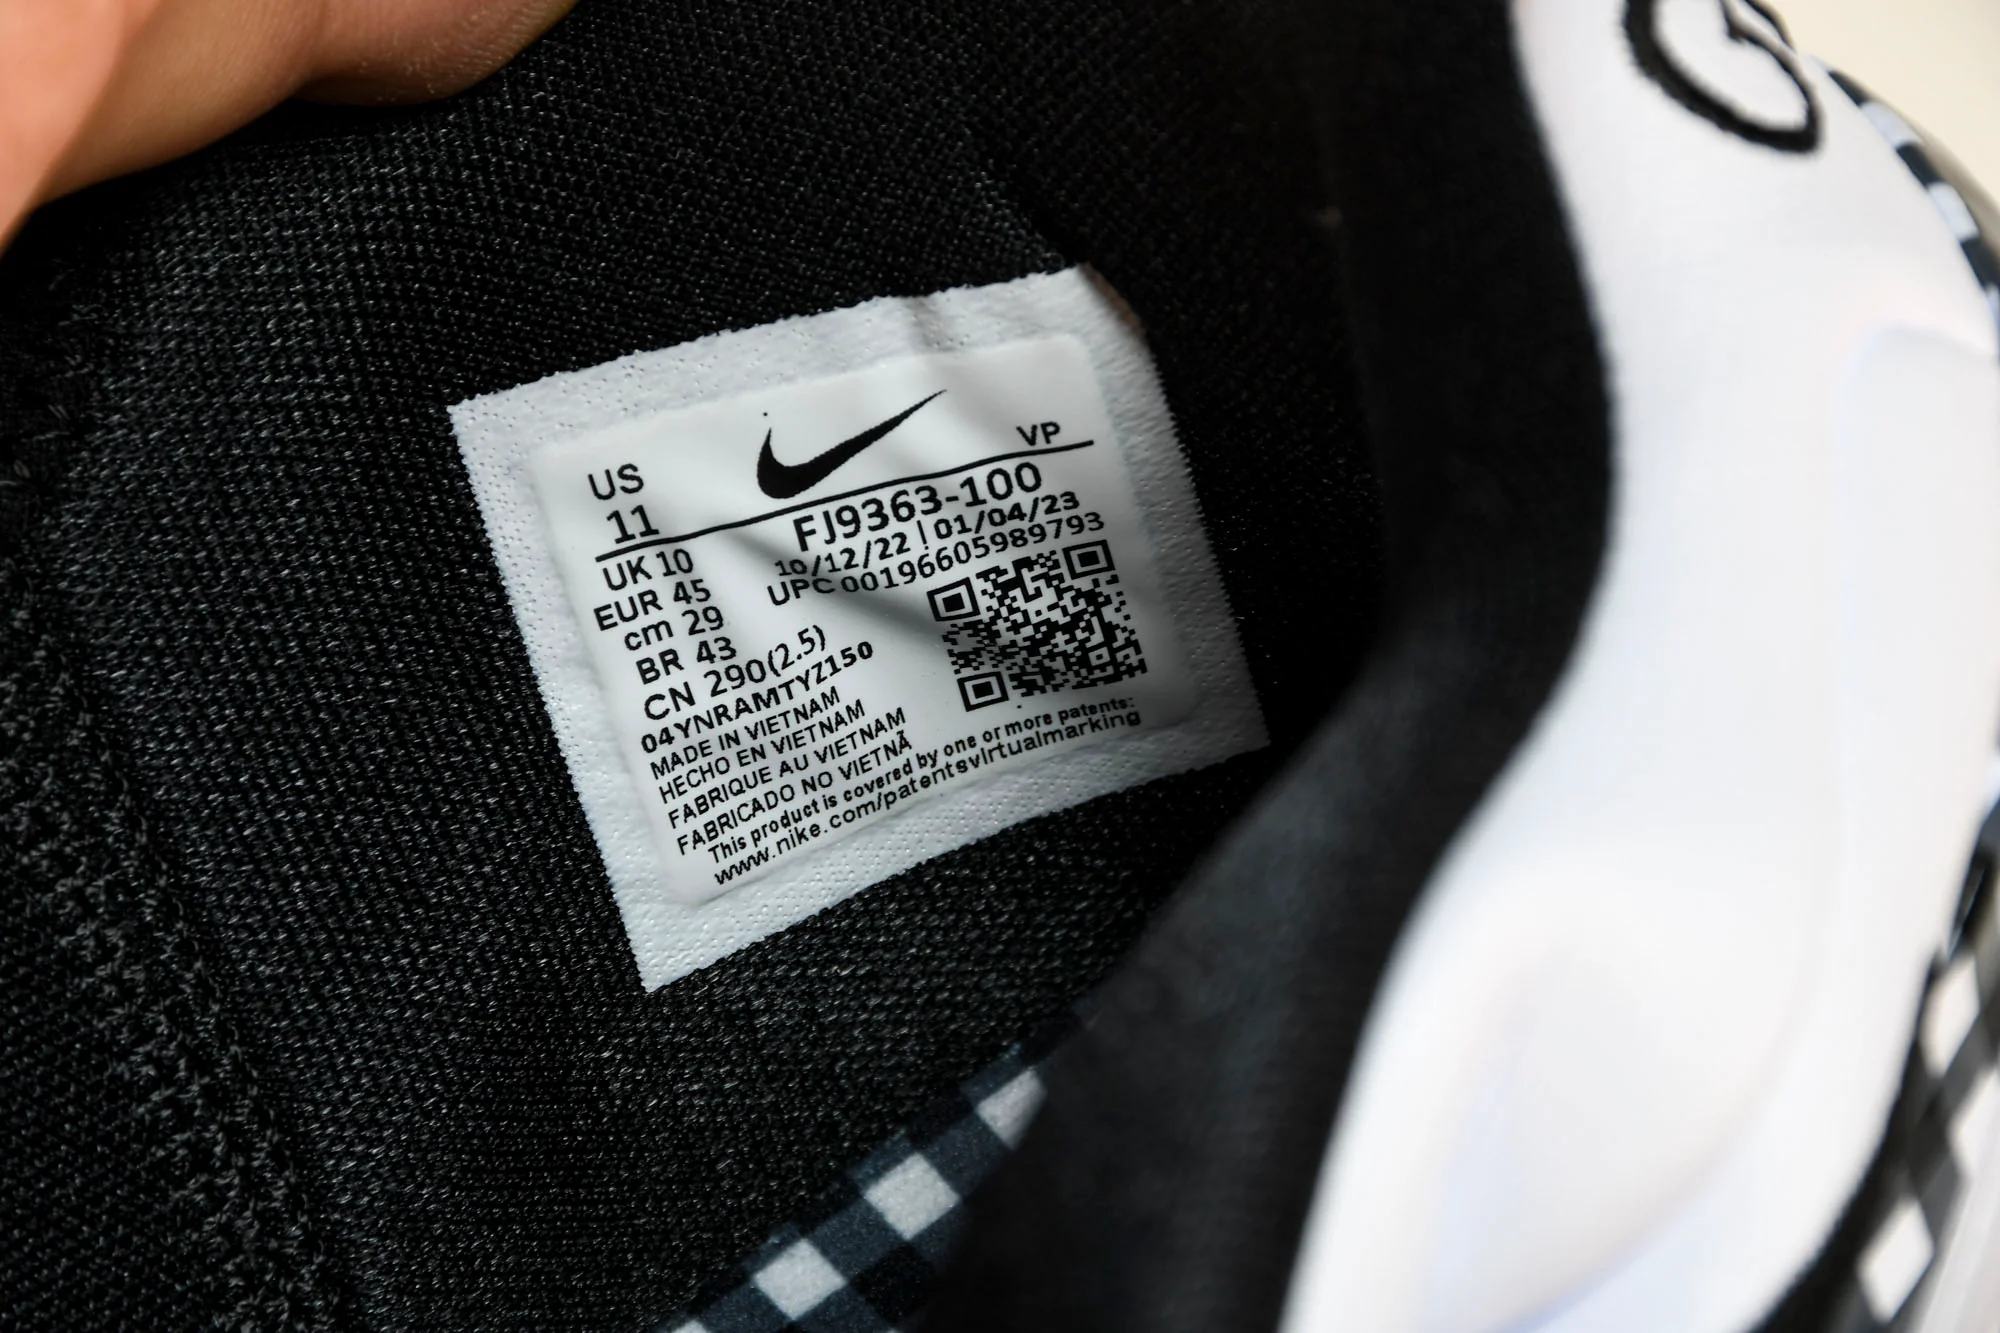 US
11
VP
FJ9363-100
10/12/22 | 01/04/23
UPC 00196605989793
UK 10
EUR 45
cm 29
BR 43
CN 290(2.5)
04YNRAMTYZ150
MADE IN VIETNAM
HECHO EN VIETNAM
FABRIQUE AU VIETNAM
FABRICADO NO VIETNÃ
This product is covered by one or more patents:
www.nike.com/patentsvirtualmarking